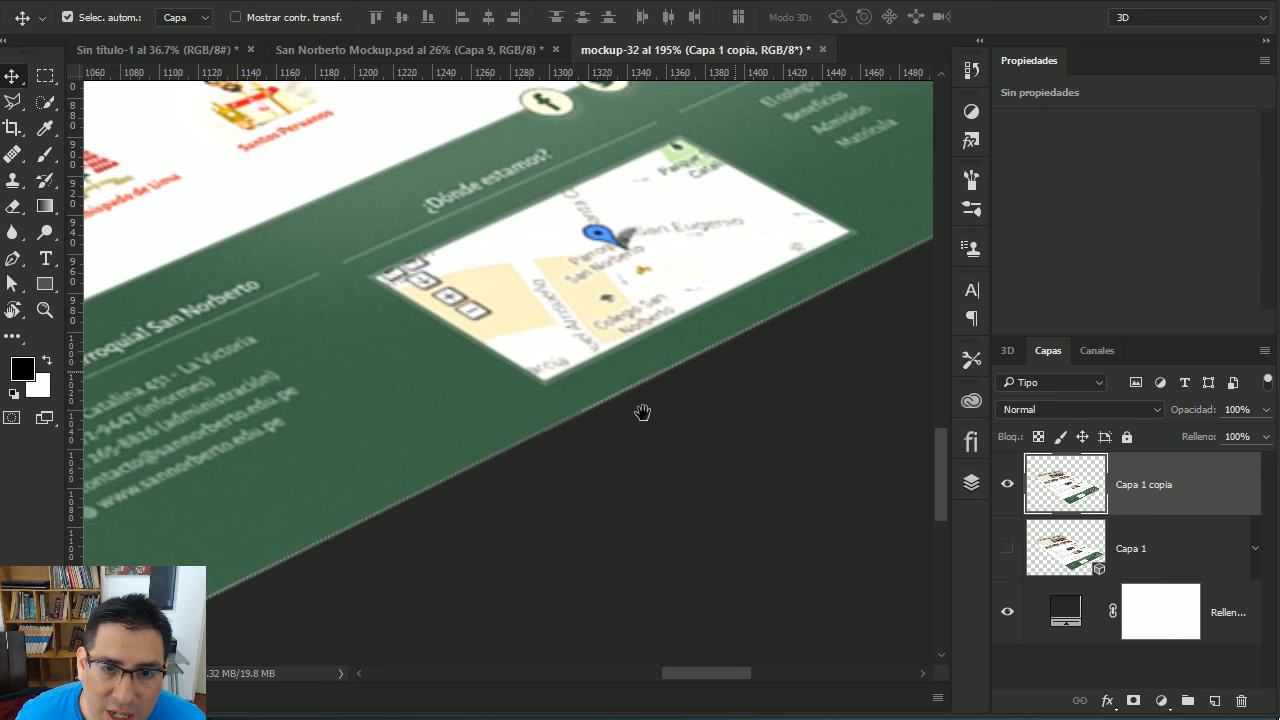 Selec. autom.: Capa Mostrar contr. transf. Modo 3D: 3D
Sin título-1 al 36.7% (RGB/8#) * × San Norberto Mockup.psd al 26% (Capa 9, RGB/8) * × mockup-32 al 195% (Capa 1 copia, RGB/8*) * ×
1060 1080 1100 1120 1140 1160 1180 1200 1220 1240 1260 1280 1300 1320 1340 1360 1380 1400 1420 1440 1460 1480
Propiedades
Sin propiedades
Santos Peruanos
El colegio
Beneficios
Admisión
Matrícula
¿Dónde estamos?
San Eugenio
San Norberto
Colegio San
Norberto
San Norberto
Catalina 451 - La Victoria
(informes)
(administración)
www.sannorberto.edu.pe
3D Capas Canales
Tipo
Normal Opacidad: 100%
Bloq.: Relleno: 100%
Capa 1 copia
Capa 1
Rellen...
.32 MB/19.8 MB